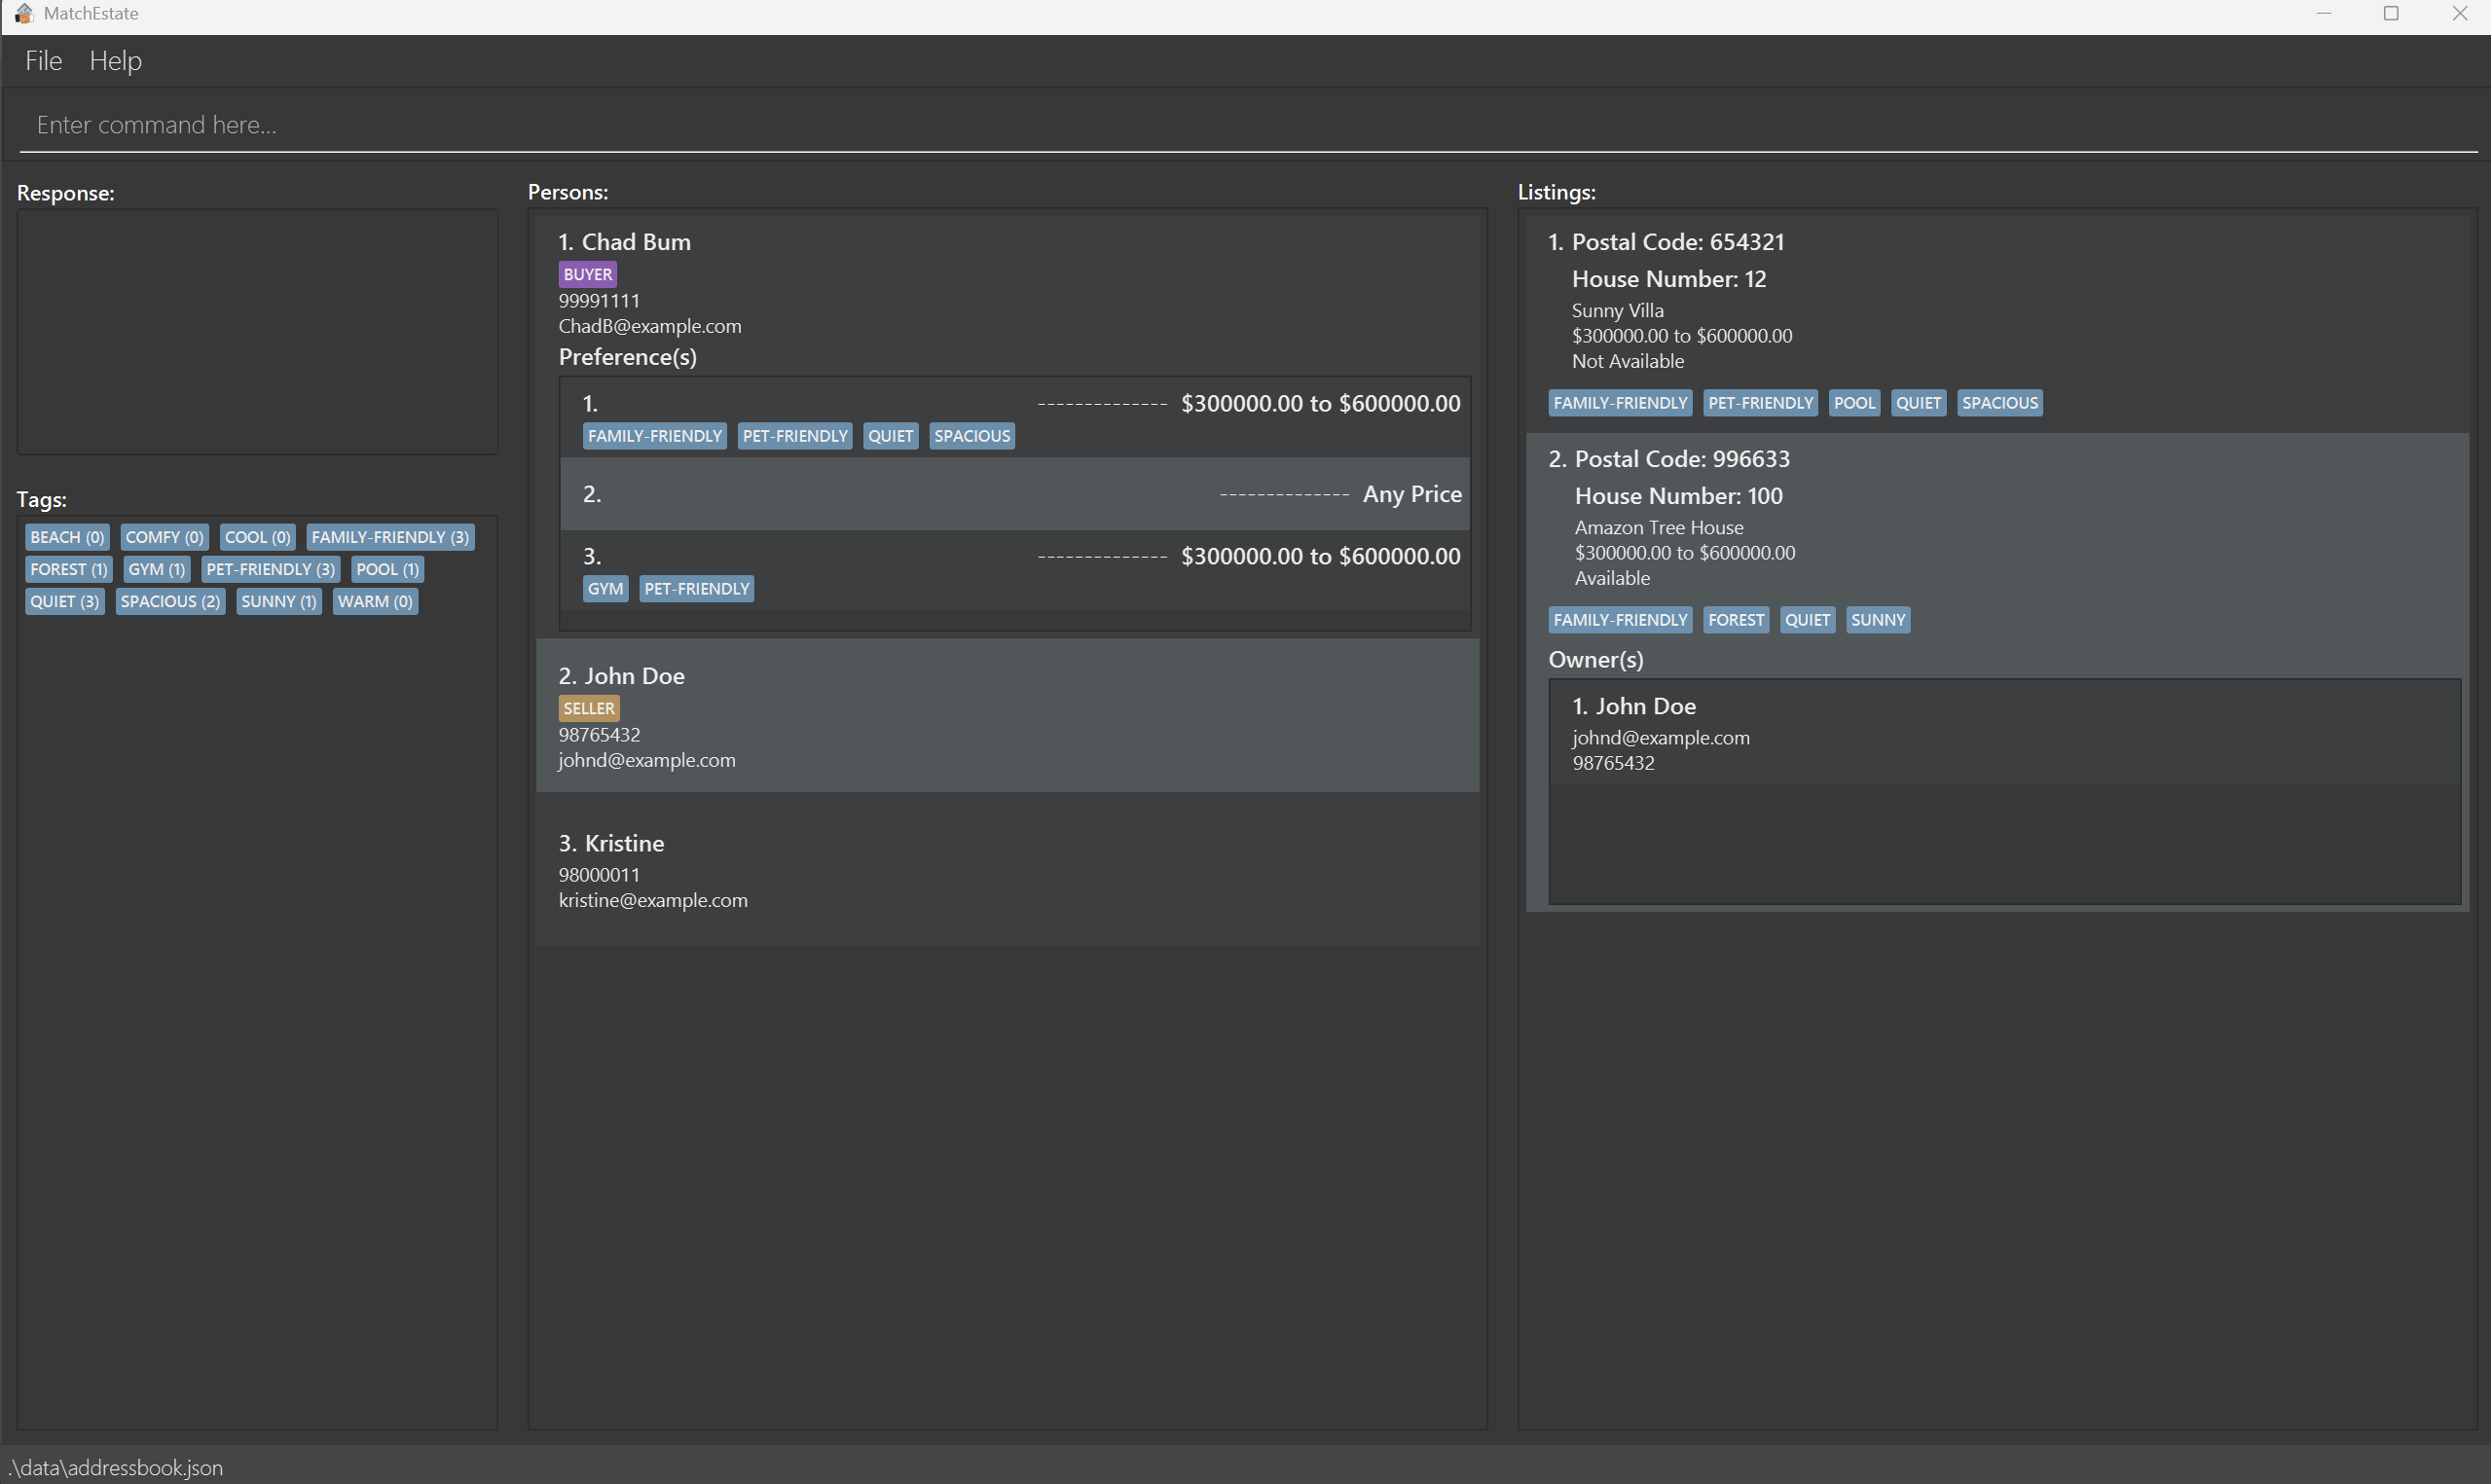 MatchEstate
File Help
Enter command here...
Response:
Tags:
BEACH (0) COMFY (0) COOL (0) FAMILY-FRIENDLY (3)
FOREST (1) GYM (1) PET-FRIENDLY (3) POOL (1)
QUIET (3) SPACIOUS (2) SUNNY (1) WARM (0)
Persons:
1. Chad Bum
BUYER
99991111
ChadB@example.com
Preference(s)
1. -------------- $300000.00 to $600000.00
FAMILY-FRIENDLY PET-FRIENDLY QUIET SPACIOUS
2. -------------- Any Price
3. -------------- $300000.00 to $600000.00
GYM PET-FRIENDLY
2. John Doe
SELLER
98765432
johnd@example.com
3. Kristine
98000011
kristine@example.com
Listings:
1. Postal Code: 654321
House Number: 12
Sunny Villa
$300000.00 to $600000.00
Not Available
FAMILY-FRIENDLY PET-FRIENDLY POOL QUIET SPACIOUS
2. Postal Code: 996633
House Number: 100
Amazon Tree House
$300000.00 to $600000.00
Available
FAMILY-FRIENDLY FOREST QUIET SUNNY
Owner(s)
1. John Doe
johnd@example.com
98765432
.\data\addressbook.json